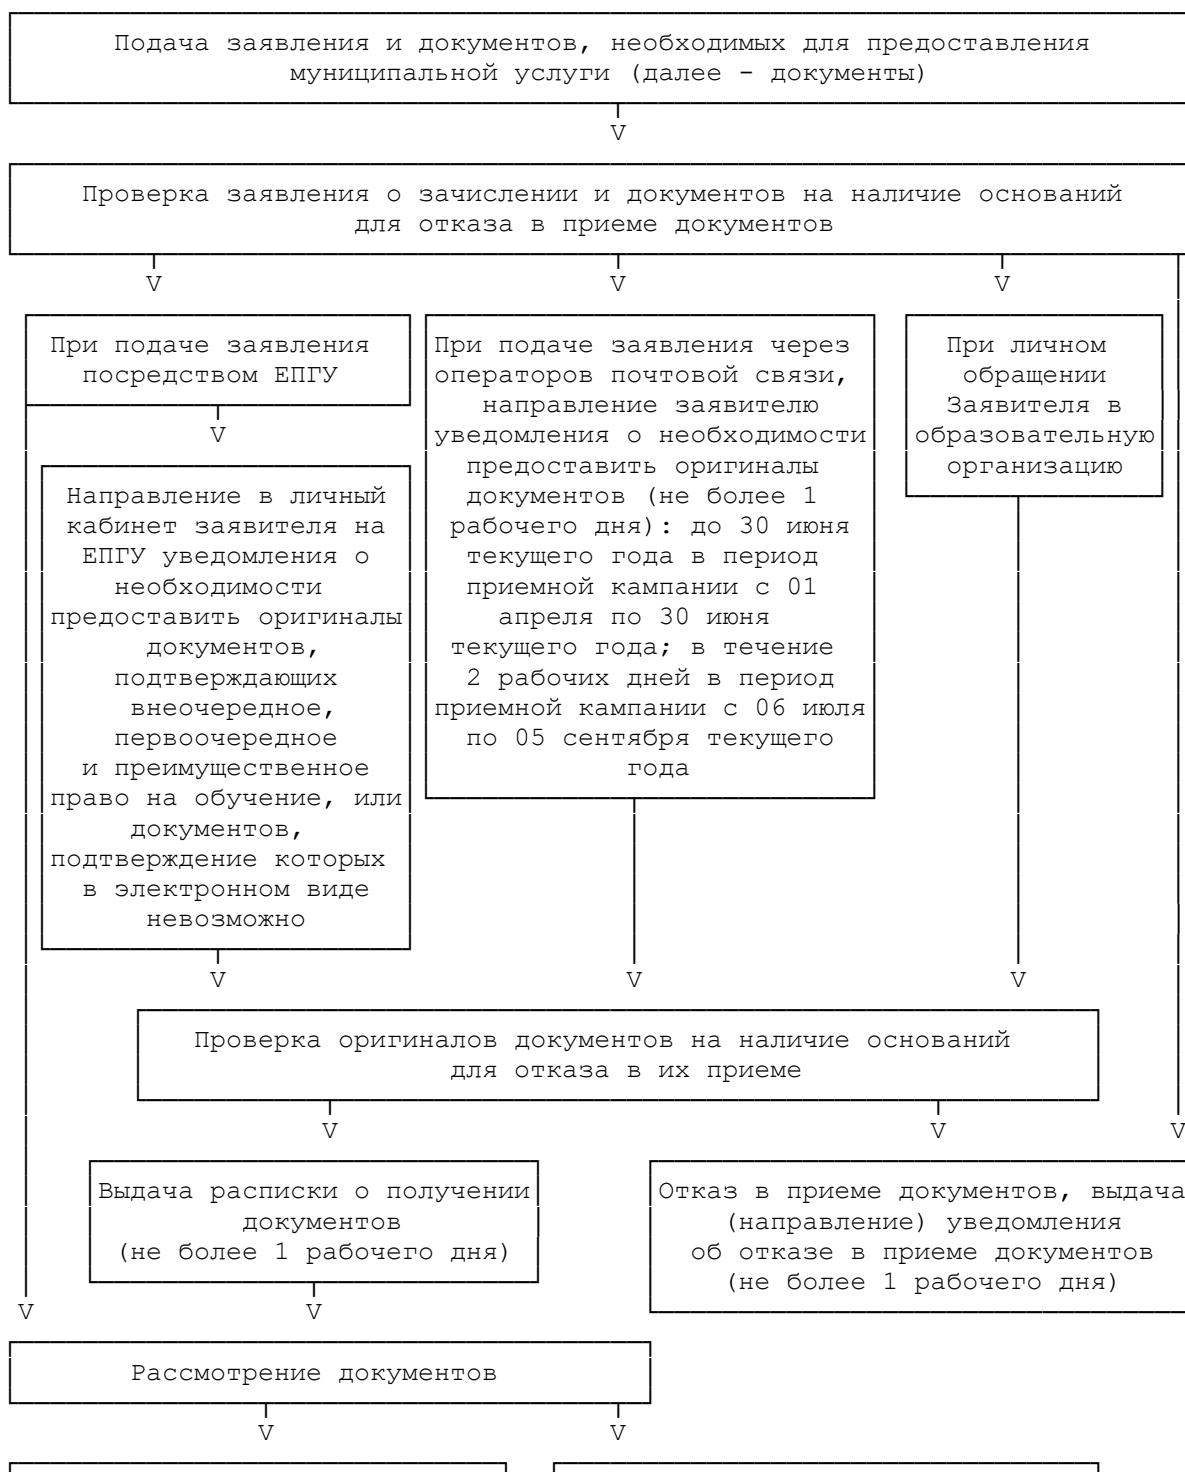 Подача заявления и документов, необходимых для предоставления
муниципальной услуги (далее - документы)
V
Проверка заявления о зачислении и документов на наличие оснований
для отказа в приеме документов
V V V
При подаче заявления
посредством ЕПГУ
V
Направление в личный
кабинет заявителя на
ЕПГУ уведомления о
необходимости
предоставить оригиналы
документов,
подтверждающих
внеочередное,
первоочередное
и преимущественное
право на обучение, или
документов,
подтверждение которых
в электронном виде
невозможно
При подаче заявления через
операторов почтовой связи,
направление заявителю
уведомления о необходимости
предоставить оригиналы
документов (не более 1
рабочего дня): до 30 июня
текущего года в период
приемной кампании с 01
апреля по 30 июня
текущего года; в течение
2 рабочих дней в период
приемной кампании с 06 июля
по 05 сентября текущего
года
При личном
обращении
Заявителя в
образовательную
организацию
V V V
Проверка оригиналов документов на наличие оснований
для отказа в их приеме
V V V
Выдача расписки о получении
документов
(не более 1 рабочего дня)
Отказ в приеме документов, выдача
(направление) уведомления
об отказе в приеме документов
(не более 1 рабочего дня)
V V
Рассмотрение документов
V V